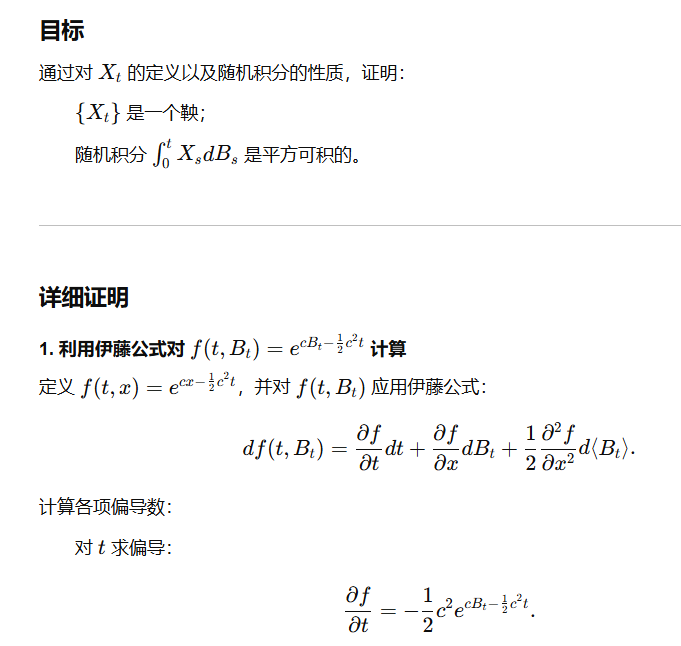 目标
通过对 $X_t$ 的定义以及随机积分的性质，证明：
$\{X_t\}$ 是一个鞅；
随机积分 $\int_0^t X_s dB_s$ 是平方可积的。
详细证明
1. 利用伊藤公式对 $f(t, B_t) = e^{cB_t - \frac{1}{2}c^2 t}$ 计算
定义 $f(t, x) = e^{cx - \frac{1}{2}c^2 t}$，并对 $f(t, B_t)$ 应用伊藤公式：
$df(t, B_t) = \frac{\partial f}{\partial t} dt + \frac{\partial f}{\partial x} dB_t + \frac{1}{2} \frac{\partial^2 f}{\partial x^2} d\langle B_t \rangle.$
计算各项偏导数：
对 $t$ 求偏导：
$\frac{\partial f}{\partial t} = -\frac{1}{2} c^2 e^{cB_t - \frac{1}{2}c^2 t}.$